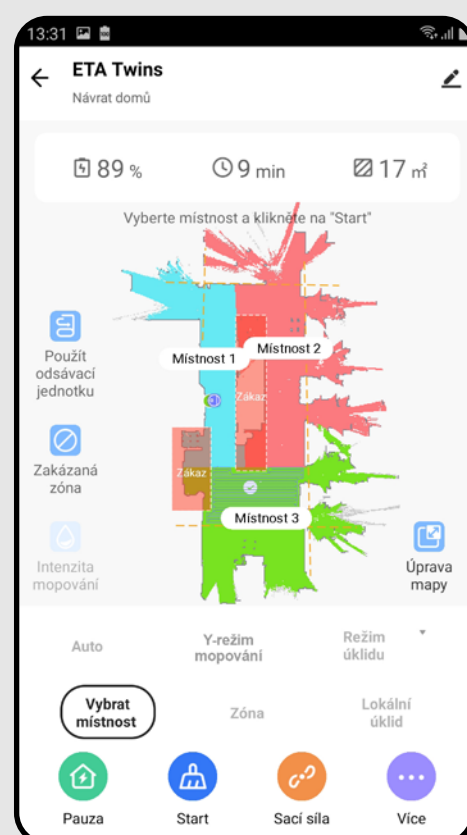 13:31
ETA Twins
Návrat domů
89 %
9 min
17 m²
Vyberte místnost a klikněte na "Start"
Použít
odsávací
jednotku
Místnost 1
Místnost 2
Zákaz
Zakázaná
zóna
Zákaz
Místnost 3
Intenzita
mopování
Úprava
mapy
Auto
Y-režim
mopování
Režim
úklidu
Vybrat
místnost
Zóna
Lokální
úklid
Pauza
Start
Sací síla
Více